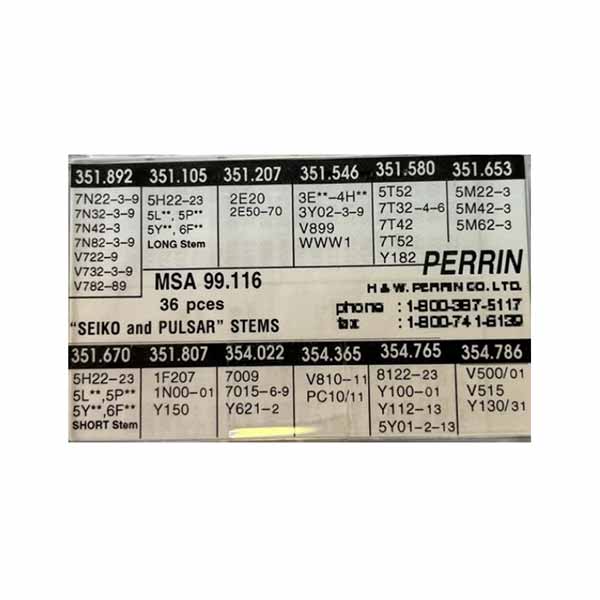 351.892 351.105 351.207 351.546 351.580 351.653
7N22-3-9 5H22-23 2E20 3E**-4H** 5T52 5M22-3
7N32-3-9 5L**, 5P** 2E50-70 3Y02-3-9 7T32-4-6 5M42-3
7N42-3 5Y**, 6F** V899 7T42 5M62-3
7N82-3-9 LONG Stem WWW1 7T52
V722-9 Y182
V732-3-9
V782-89
MSA 99.116
36 pces
"SEIKO and PULSAR" STEMS
PERRIN
H & W. PERRIN CO. LTD.
phone : 1-800-387-5117
fax : 1-800-741-6139
351.670 351.807 354.022 354.365 354.765 354.786
5H22-23 1F207 7009 V810-11 8122-23 V500/01
5L**,5P** 1N00-01 7015-6-9 PC10/11 Y100-01 V515
5Y**,6F** Y150 Y621-2 Y112-13 Y130/31
SHORT Stem 5Y01-2-13